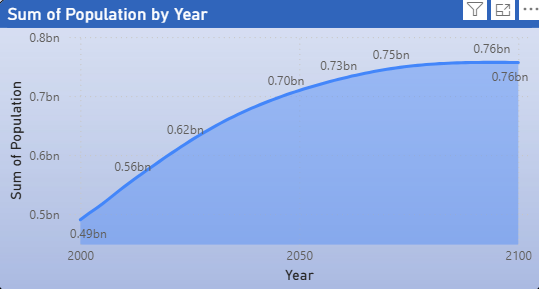 Sum of Population by Year
0.8bn
0.7bn
0.6bn
0.5bn
Sum of Population
0.49bn
0.56bn
0.62bn
0.70bn
0.73bn
0.75bn
0.76bn
0.76bn
2000
2050
2100
Year